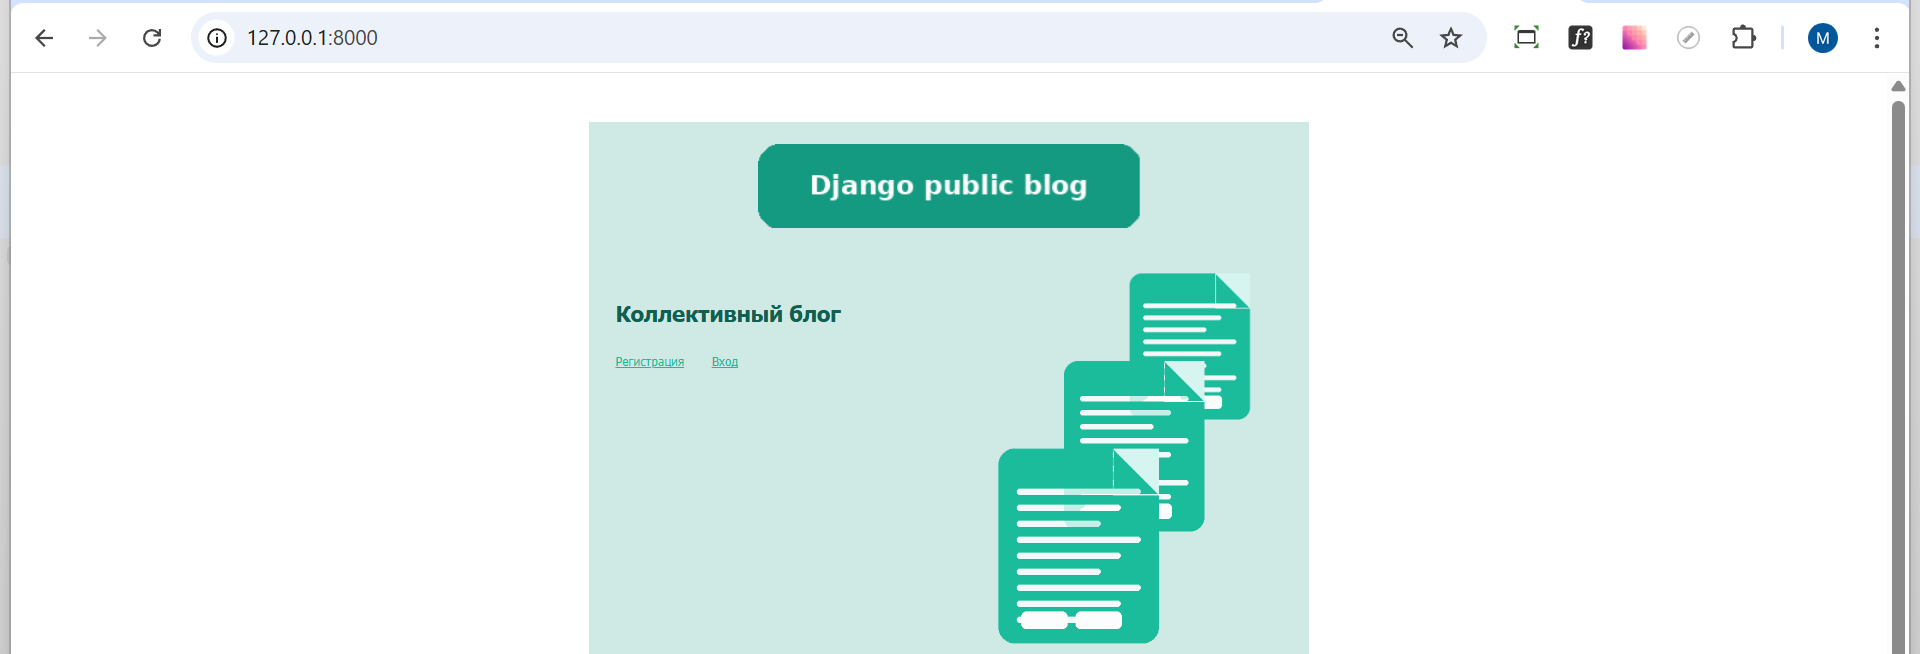 127.0.0.1:8000
f?
M
Django public blog
Коллективный блог
Регистрация Вход